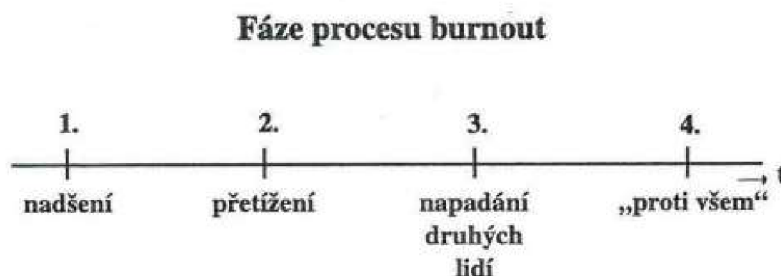 Fáze procesu burnout
1. 2. 3. 4.
→ t
nadšení přetížení napadání „proti všem“
druhých
lidí